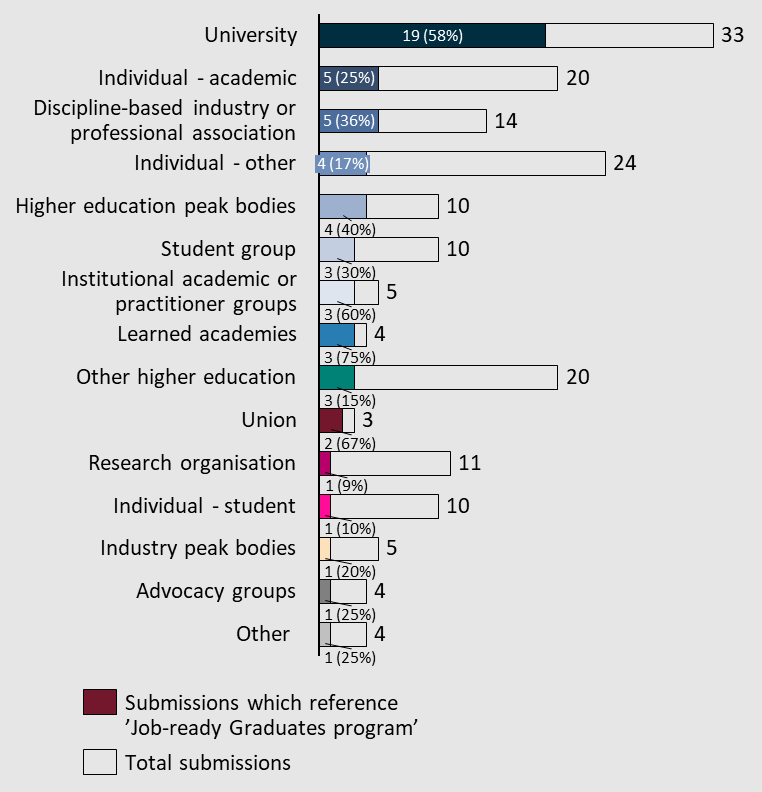 University 19 (58%) 33
Individual - academic 5 (25%) 20
Discipline-based industry or
professional association 5 (36%) 14
Individual - other 4 (17%) 24
Higher education peak bodies 10
4 (40%)
Student group 10
3 (30%)
Institutional academic or
practitioner groups 5
3 (60%)
Learned academies 4
3 (75%)
Other higher education 20
3 (15%)
Union 3
2 (67%)
Research organisation 11
1 (9%)
Individual - student 10
1 (10%)
Industry peak bodies 5
1 (20%)
Advocacy groups 4
1 (25%)
Other 4
1 (25%)
Submissions which reference
’Job-ready Graduates program’
Total submissions